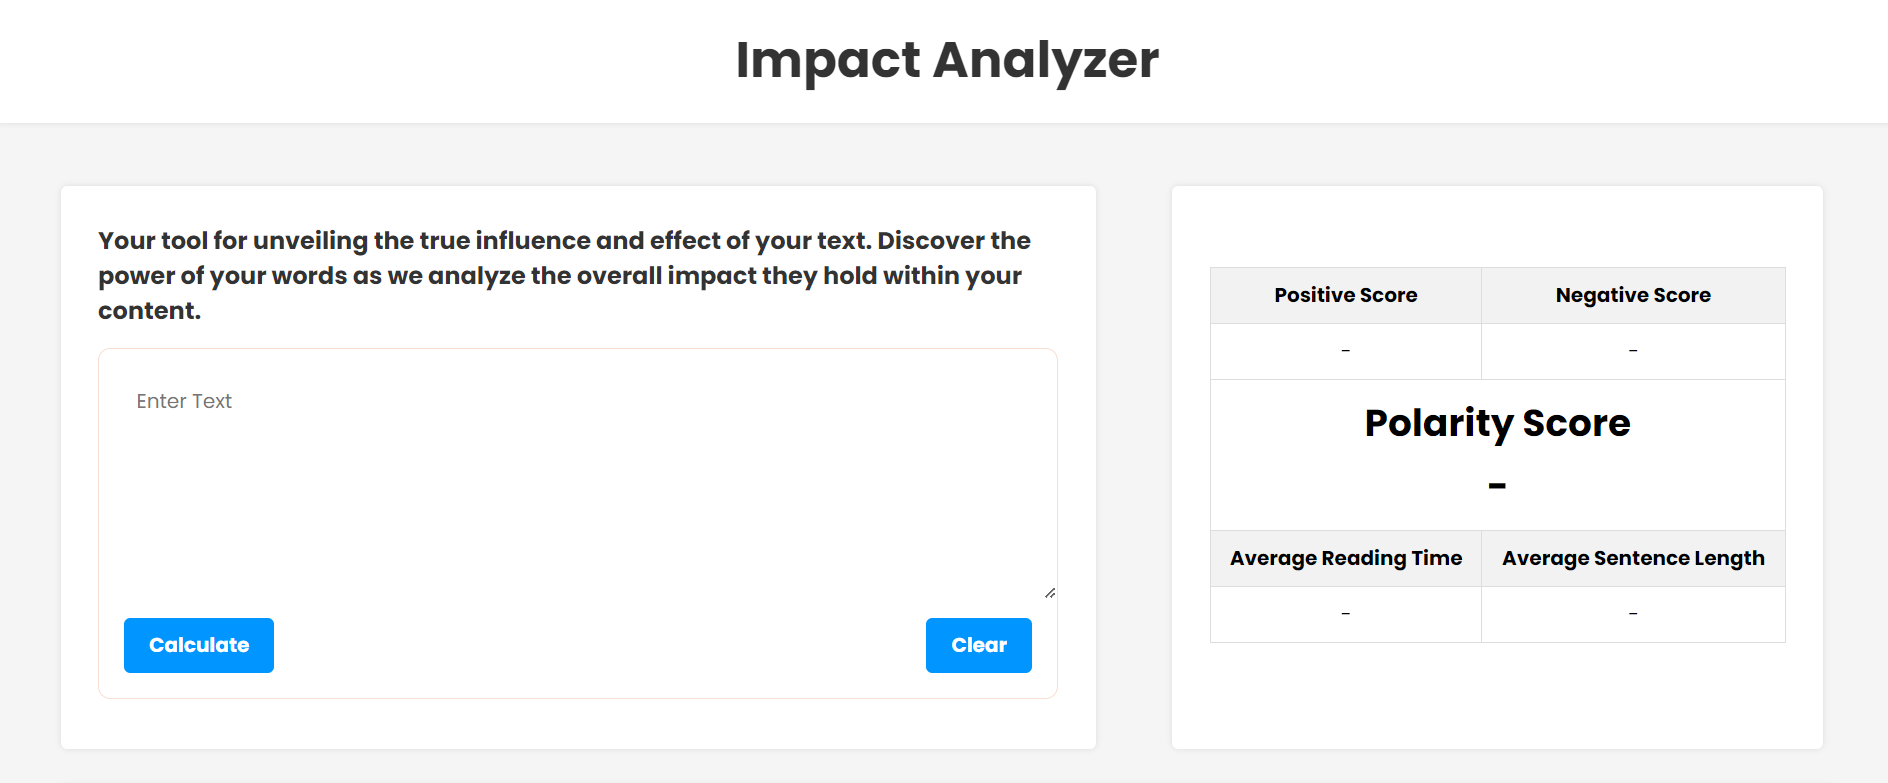 Impact Analyzer
Your tool for unveiling the true influence and effect of your text. Discover the
power of your words as we analyze the overall impact they hold within your
content.
Enter Text
Calculate
Clear
Positive Score
Negative Score
-
-
Polarity Score
-
Average Reading Time
Average Sentence Length
-
-